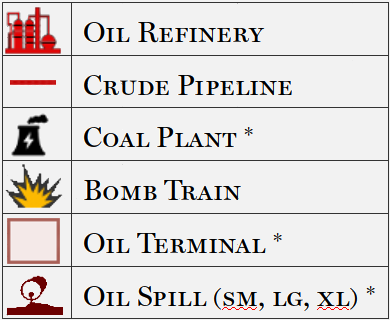 Oil Refinery
Crude Pipeline
Coal Plant *
Bomb Train
Oil Terminal *
Oil Spill (sm, lg, xl) *